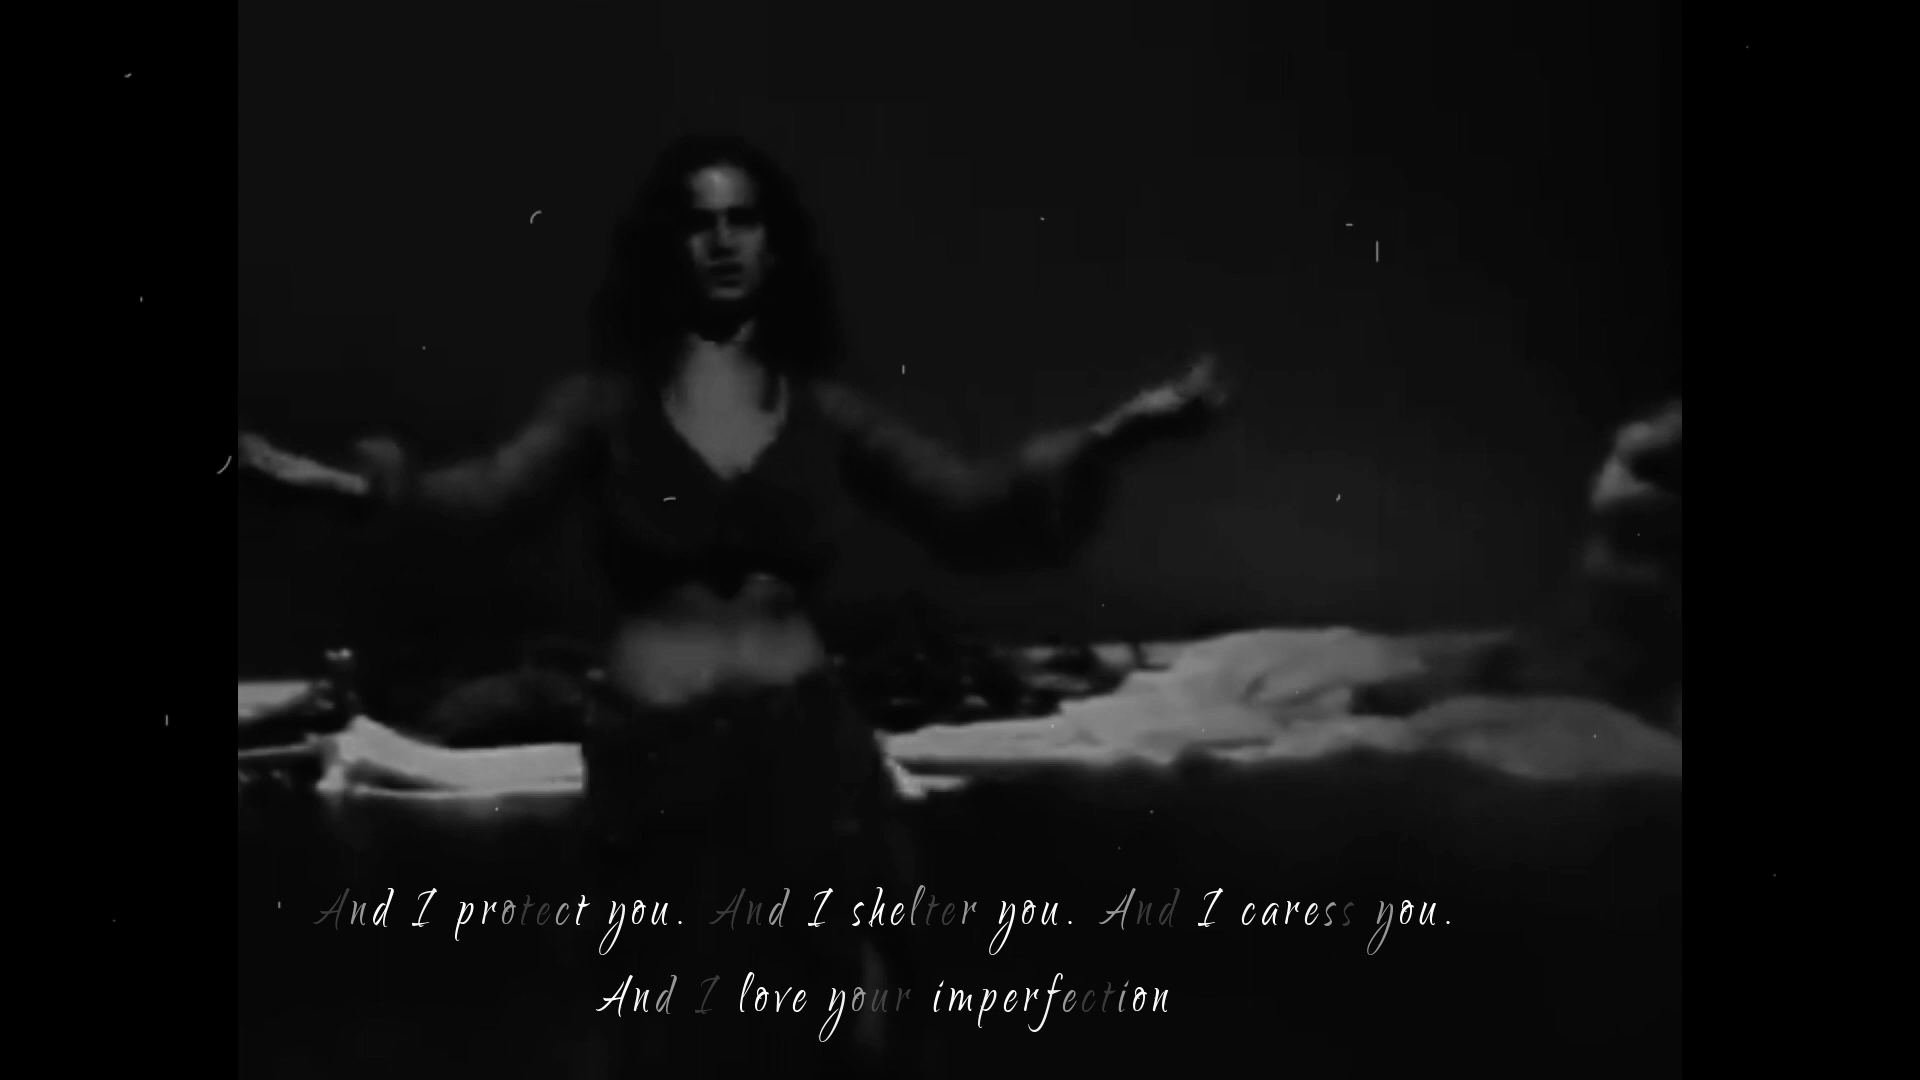 And I protect you. And I shelter you. And I caress you.
And I love your imperfection